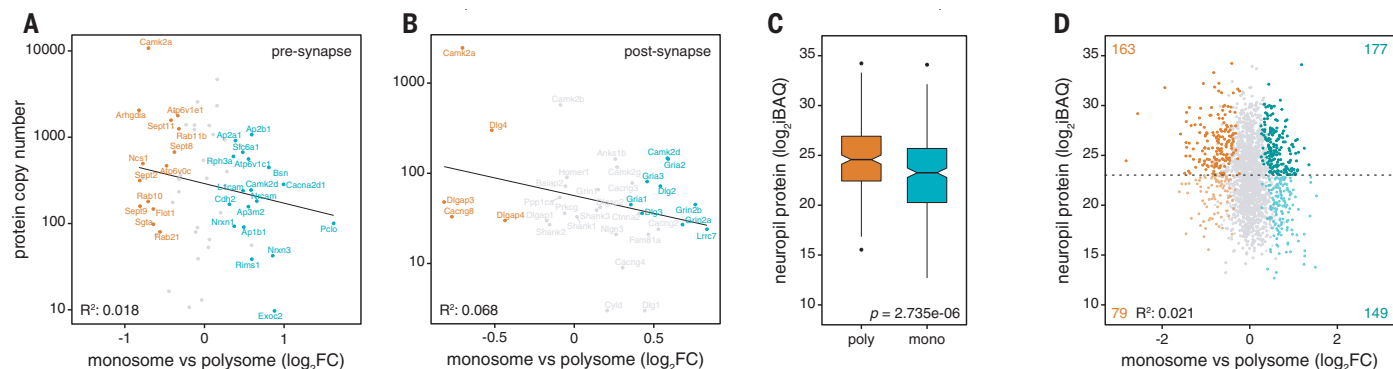 A
pre-synapse
protein copy number
10000
1000
100
10
Camk2a
Arhgdia
Atp6v1e1
Sept11
Rab11b
Sept8
Ncs1
Atp6v0c
Sept2
Rab10
Sept9
Flot1
Sgta
Rab21
Ap2a1
Ap2b1
Slc6a1
Rph3a
Atp6v1c1
Bsn
L1cam
Camk2d
Cacna2d1
Cdh2
Nrcam
Ap3m2
Nrxn1
Ap1b1
Pclo
Nrxn3
Rims1
Exoc2
R²: 0.018
-1
0
1
monosome vs polysome (log₂FC)
B
post-synapse
1000
100
10
Camk2a
Camk2b
Dlg4
Anks1b
Camk2d
Camk2g
Gria2
Homer1
Gria3
Cacng3
Dlg2
Grin1
Dlgap3
Ppp1ca
Gria1
Grin2b
Cacng8
Prkcg
Dlg3
Dlgap4
Dlgap1
Shank3
Ctnna2
Grin2a
Shank2
Shank1
Nlgn3
Cacng2
Lrrc7
Fam81a
Cacng4
Cyld
Dlg1
R²: 0.068
-0.5
0
0.5
monosome vs polysome (log₂FC)
C
neuropil protein (log₂iBAQ)
35
30
25
20
15
10
p = 2.735e-06
poly
mono
D
neuropil protein (log₂iBAQ)
35
30
25
20
15
10
163
177
79
R²: 0.021
149
-2
0
2
monosome vs polysome (log₂FC)